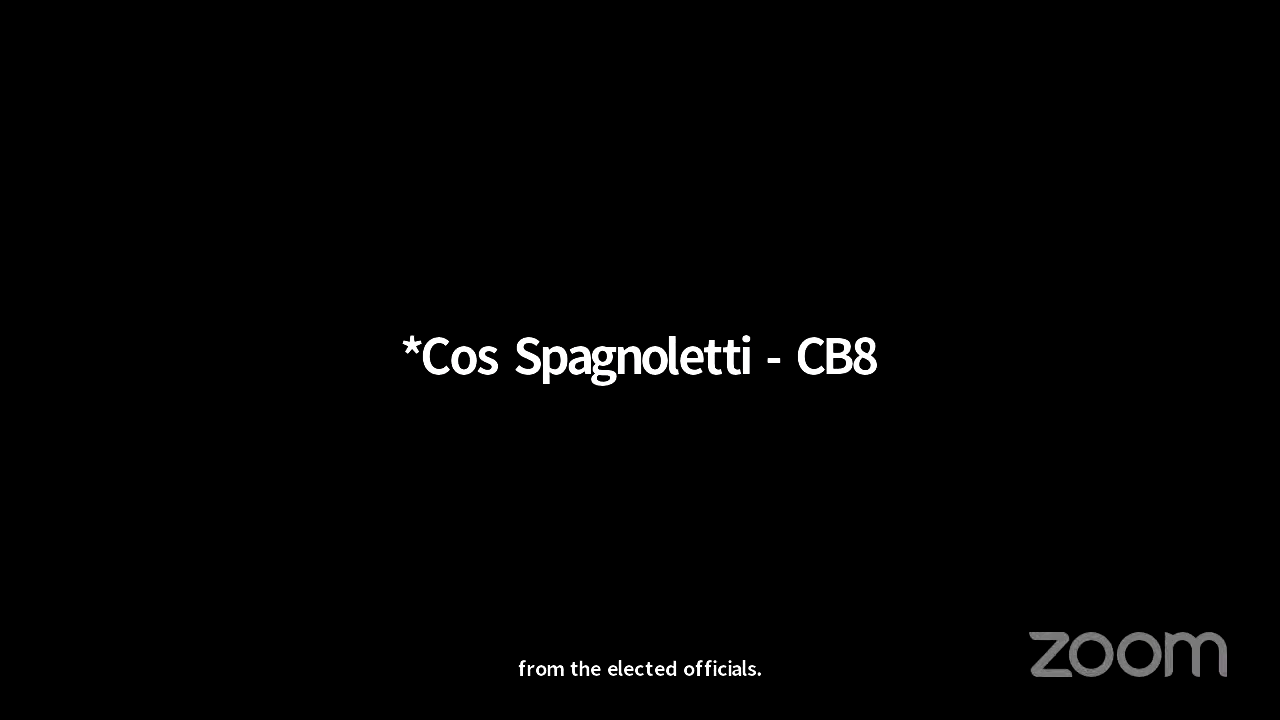 *Cos Spagnoletti - CB8
from the elected officials.
zoom